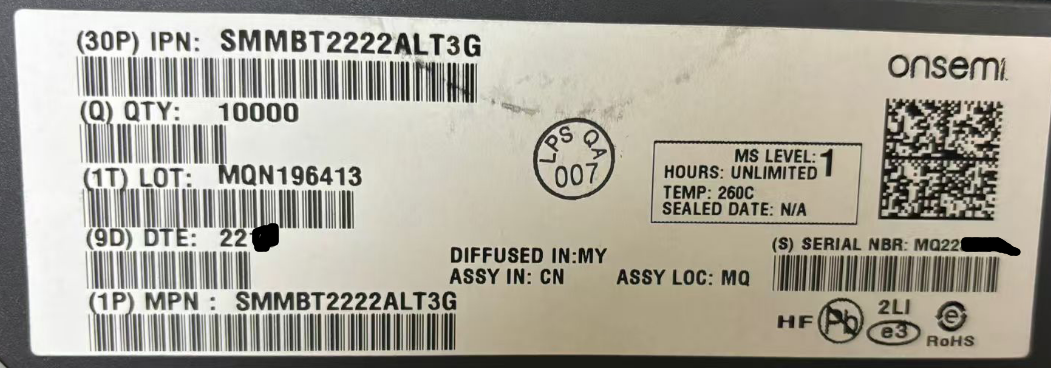 (30P) IPN: SMMBT2222ALT3G
onsemi
(Q) QTY: 10000
LPS QA
007
MS LEVEL: 1
HOURS: UNLIMITED
TEMP: 260C
SEALED DATE: N/A
(1T) LOT: MQN196413
(9D) DTE: 22
(S) SERIAL NBR: MQ22
DIFFUSED IN:MY
ASSY IN: CN ASSY LOC: MQ
(1P) MPN : SMMBT2222ALT3G
HF Pb 2LI e3 e
RoHS